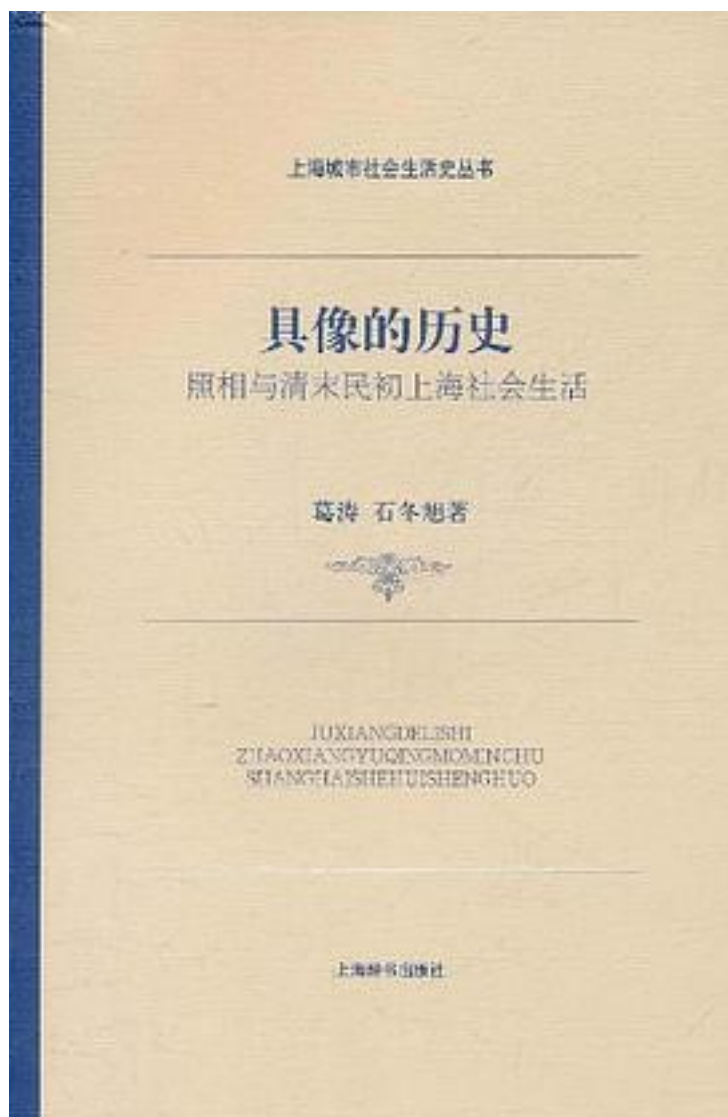 上海城市社会生活史丛书
具像的历史
照相与清末民初上海社会生活
葛涛 石冬旭著
JUXIANGDELISHI
ZHAOXIANGYUQINGMOMINCHU
SHANGHAISHEHUISHENGHUO
上海辞书出版社